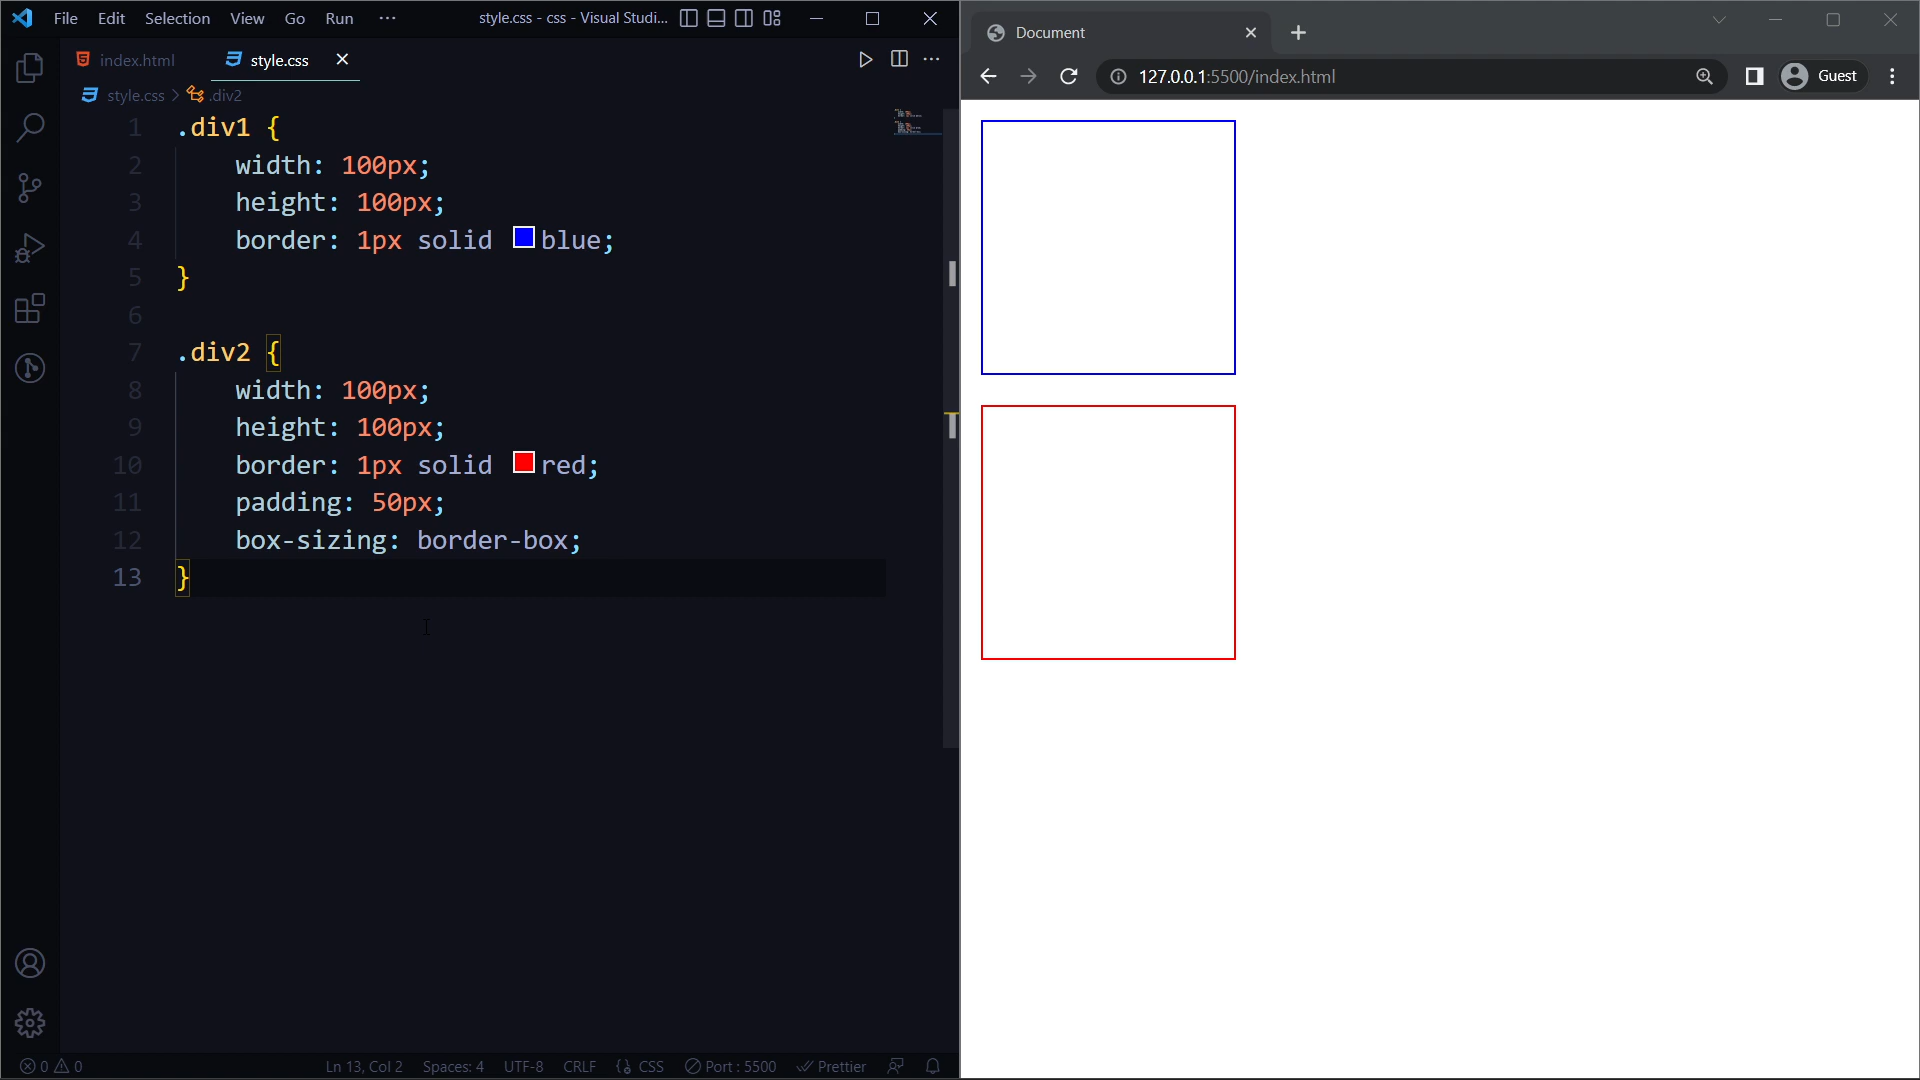 File Edit Selection View Go Run ··· style.css - css - Visual Studi...
index.html style.css
style.css > .div2
1 .div1 {
2 width: 100px;
3 height: 100px;
4 border: 1px solid blue;
5 }
6
7 .div2 {
8 width: 100px;
9 height: 100px;
10 border: 1px solid red;
11 padding: 50px;
12 box-sizing: border-box;
13 }
0 0 Ln 13, Col 2 Spaces: 4 UTF-8 CRLF {} CSS Port : 5500 Prettier
Document
127.0.0.1:5500/index.html Guest